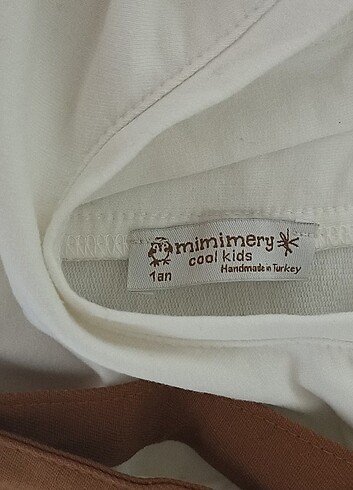 mimimery
cool kids
1an
Handmade in Turkey